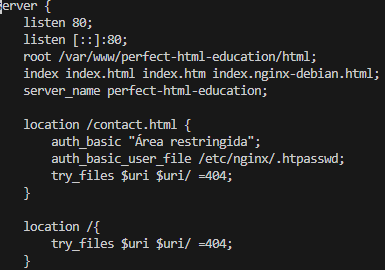 erver {
listen 80;
listen [::]:80;
root /var/www/perfect-html-education/html;
index index.html index.htm index.nginx-debian.html;
server_name perfect-html-education;
location /contact.html {
auth_basic "Área restringida";
auth_basic_user_file /etc/nginx/.htpasswd;
try_files $uri $uri/ =404;
}
location /{
try_files $uri $uri/ =404;
}
}